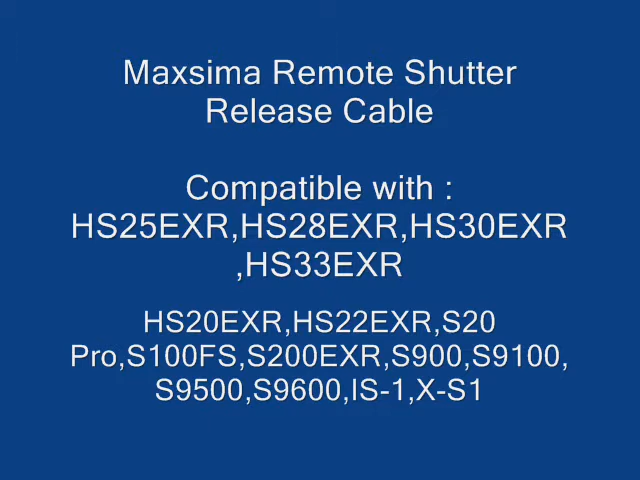 Maxsima Remote Shutter
Release Cable
Compatible with :
HS25EXR,HS28EXR,HS30EXR
,HS33EXR
HS20EXR,HS22EXR,S20
Pro,S100FS,S200EXR,S900,S9100,
S9500,S9600,IS-1,X-S1